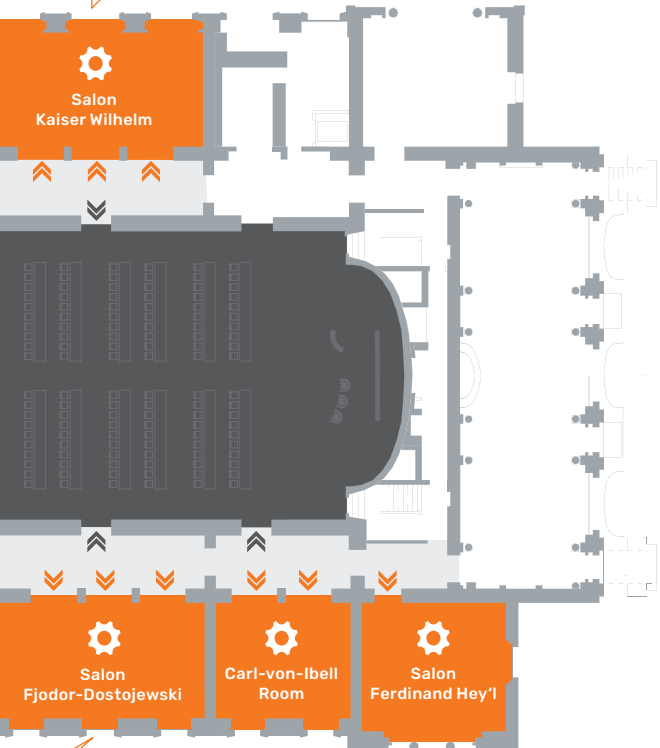 Salon
Kaiser Wilhelm
Salon
Fjodor-Dostojewski
Carl-von-Ibell
Room
Salon
Ferdinand Hey'l